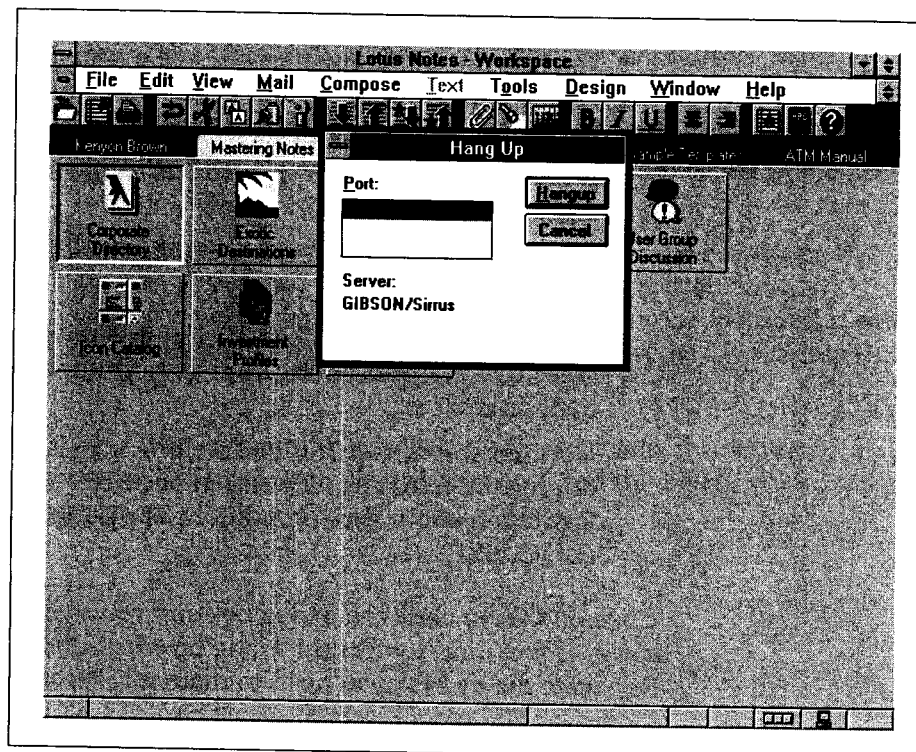 Lotus Notes - Workspace
File Edit View Mail Compose Text Tools Design Window Help
B I U ?
Kenyon Brown Mastering Notes Example Templates ATM Manual
Hang Up
Port:
Hangup
Cancel
Server:
GIBSON/Sirrus
Corporate
Directory
Exotic
Destinations
User Group
Discussion
Icon Catalog
Investment
Profiles